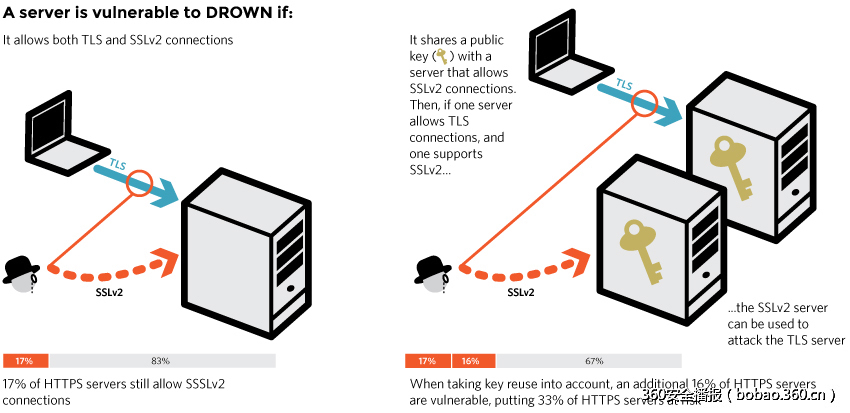 A server is vulnerable to DROWN if:
It allows both TLS and SSLv2 connections
TLS
SSLv2
17%
83%
17% of HTTPS servers still allow SSSLv2
connections
It shares a public
key ( ) with a
server that allows
SSLv2 connections.
Then, if one server
allows TLS
connections, and
one supports
SSLv2...
TLS
SSLv2
...the SSLv2 server
can be used to
attack the TLS server
17%
16%
67%
When taking key reuse into account, an additional 16% of HTTPS servers
are vulnerable, putting 33% of HTTPS servers at risk
360安全播报（bobao.360.cn）